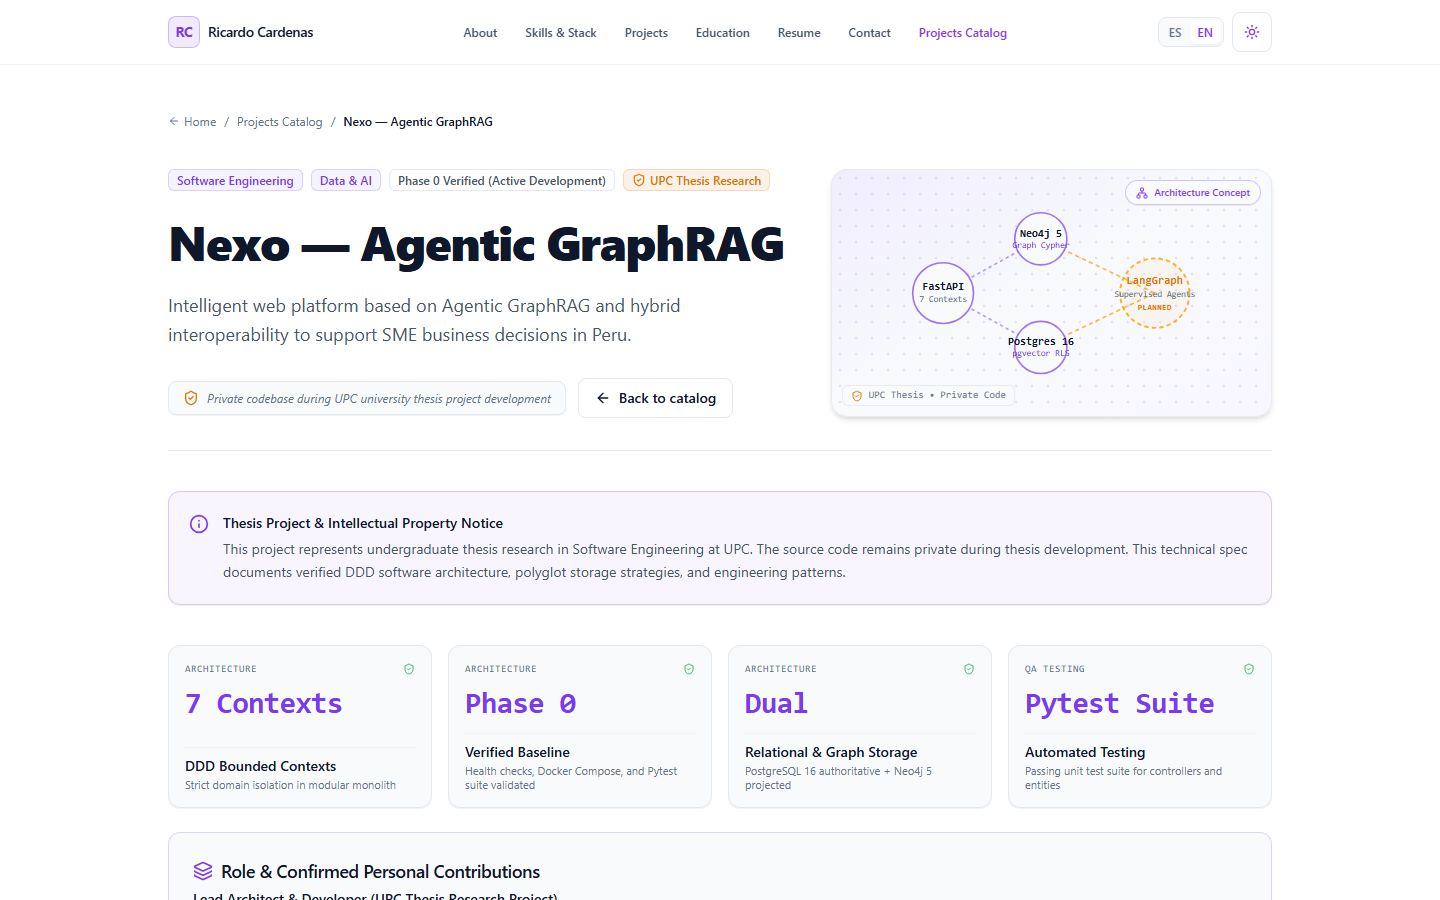 RC Ricardo Cardenas
About Skills & Stack Projects Education Resume Contact Projects Catalog
ES EN
← Home / Projects Catalog / Nexo — Agentic GraphRAG
Software Engineering Data & AI Phase 0 Verified (Active Development) UPC Thesis Research
Nexo — Agentic GraphRAG
Intelligent web platform based on Agentic GraphRAG and hybrid
interoperability to support SME business decisions in Peru.
Private codebase during UPC university thesis project development
← Back to catalog
Architecture Concept
Neo4j 5
Graph Cypher
FastAPI
7 Contexts
LangGraph
Supervised Agents
PLANNED
Postgres 16
pgvector RLS
UPC Thesis • Private Code
Thesis Project & Intellectual Property Notice
This project represents undergraduate thesis research in Software Engineering at UPC. The source code remains private during thesis development. This technical spec
documents verified DDD software architecture, polyglot storage strategies, and engineering patterns.
ARCHITECTURE
7 Contexts
DDD Bounded Contexts
Strict domain isolation in modular monolith
ARCHITECTURE
Phase 0
Verified Baseline
Health checks, Docker Compose, and Pytest
suite validated
ARCHITECTURE
Dual
Relational & Graph Storage
PostgreSQL 16 authoritative + Neo4j 5
projected
QA TESTING
Pytest Suite
Automated Testing
Passing unit test suite for controllers and
entities
Role & Confirmed Personal Contributions
Lead Architect & Developer (UPC Thesis Research Project)